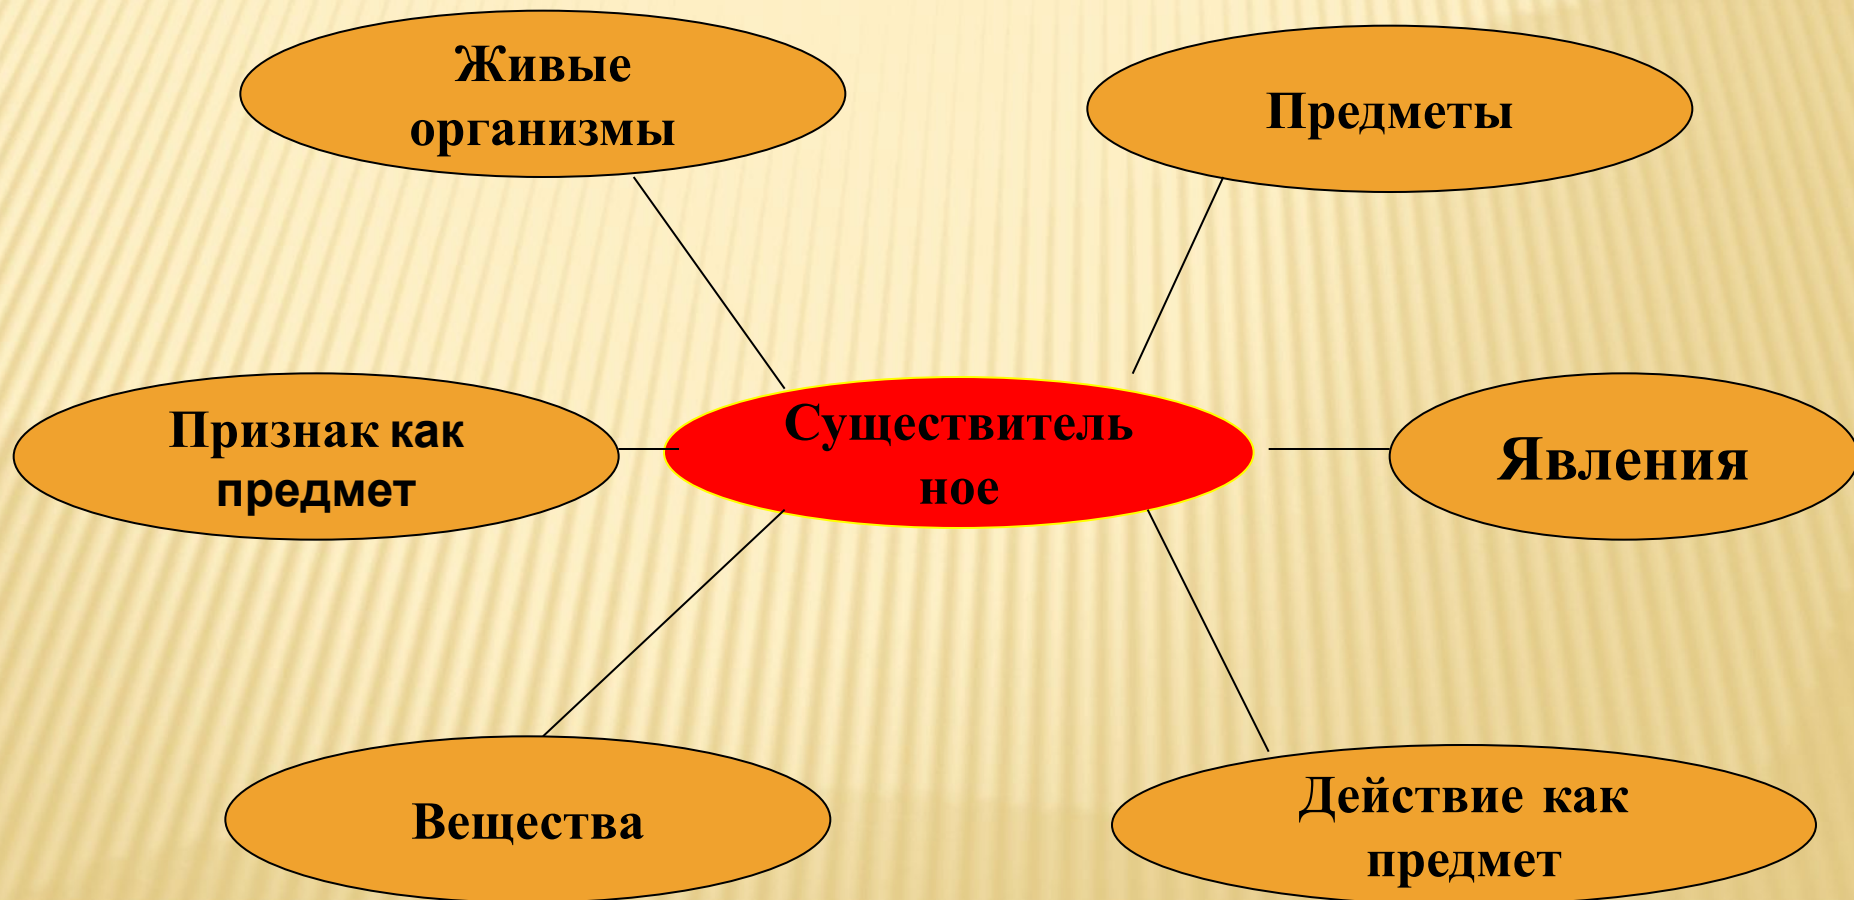 Живые
организмы
Предметы
Признак как
предмет
Существитель
ное
Явления
Вещества
Действие как
предмет